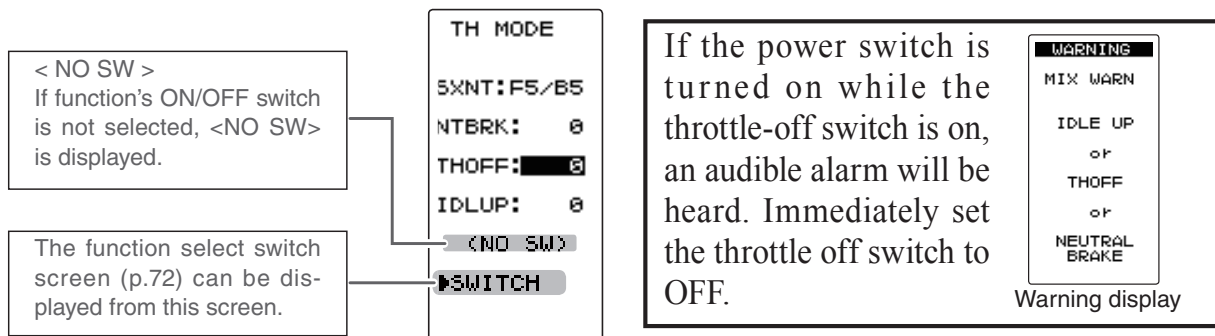 < NO SW >
If function's ON/OFF switch
is not selected, <NO SW>
is displayed.
The function select switch
screen (p.72) can be dis-
played from this screen.
TH MODE
SXNT:F5/B5
NTBRK: 0
THOFF: 0
IDLUP: 0
(NO SW)
▶SWITCH
If the power switch is
turned on while the
throttle-off switch is on,
an audible alarm will be
heard. Immediately set
the throttle off switch to
OFF.
WARNING
MIX WARN
IDLE UP
or
THOFF
or
NEUTRAL
BRAKE
Warning display